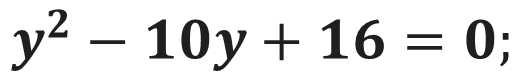 y² − 10y + 16 = 0;